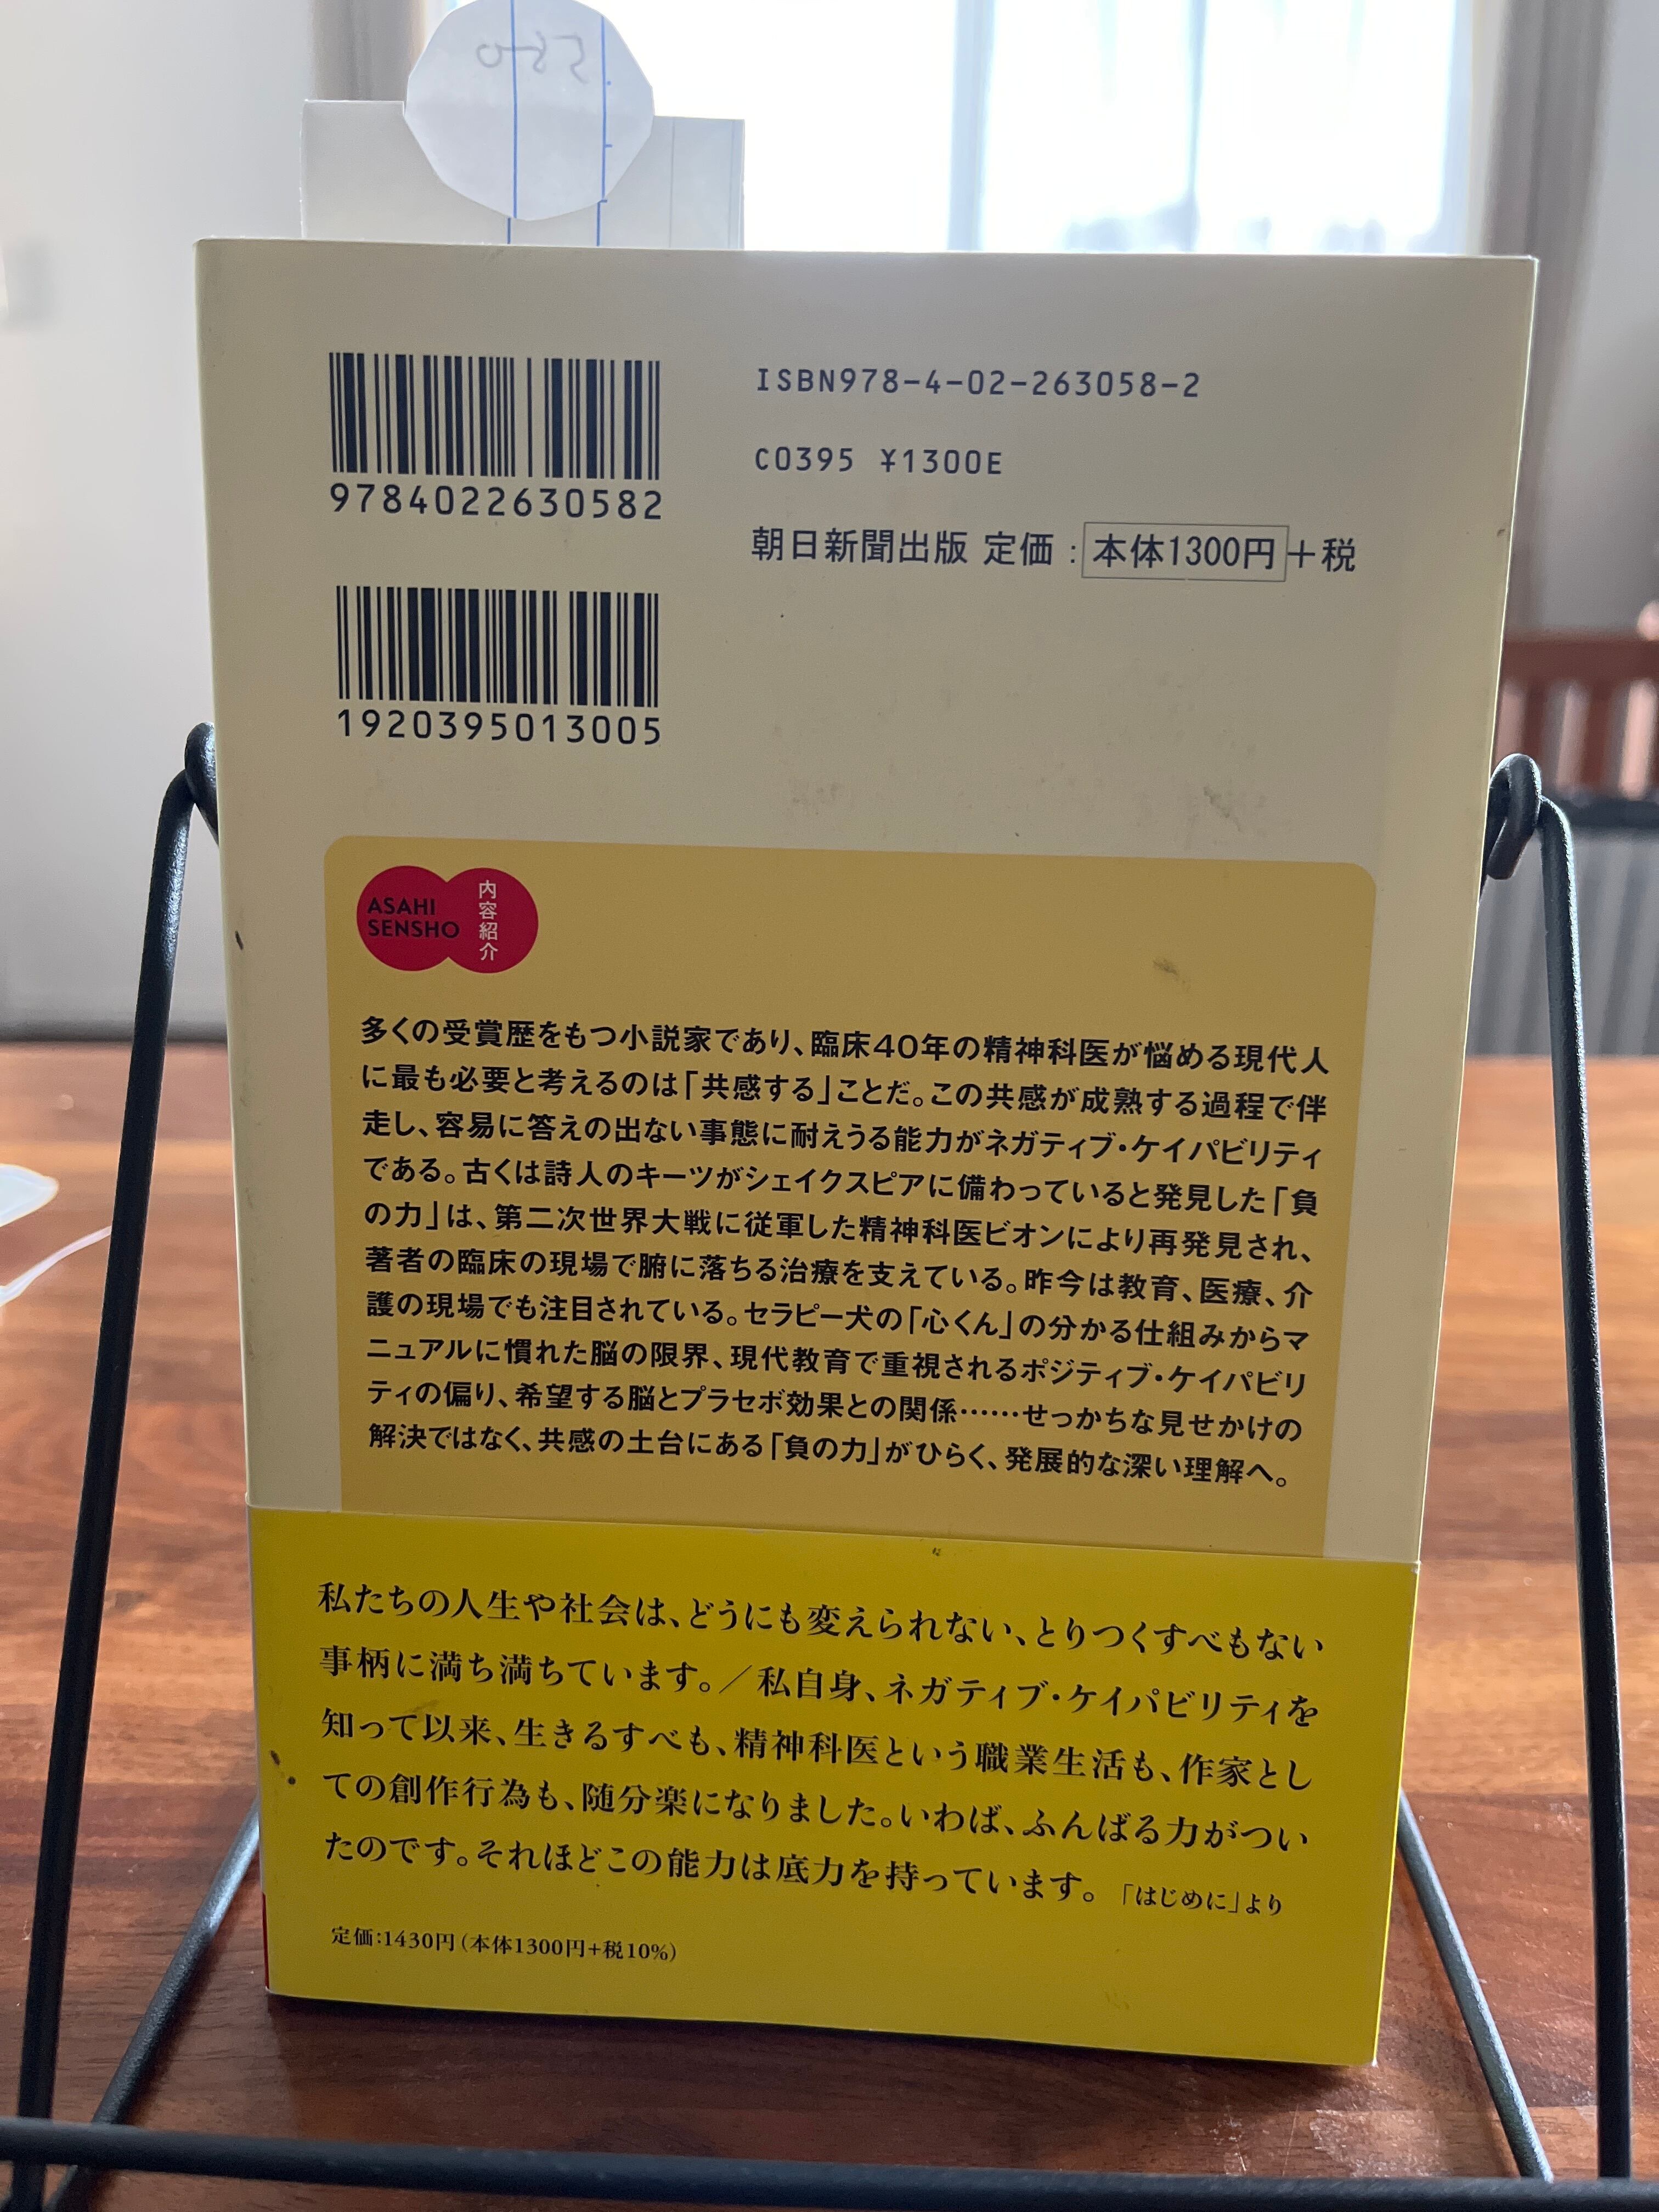 ISBN978-4-02-263058-2
C0395 ¥1300E
9784022630582
朝日新聞出版 定価：本体1300円＋税
1920395013005
ASAHI
SENSHO
内容紹介
多くの受賞歴をもつ小説家であり、臨床40年の精神科医が悩める現代人
に最も必要と考えるのは「共感する」ことだ。この共感が成熟する過程で伴
走し、容易に答えの出ない事態に耐えうる能力がネガティブ・ケイパビリティ
である。古くは詩人のキーツがシェイクスピアに備わっていると発見した「負
の力」は、第二次世界大戦に従軍した精神科医ビオンにより再発見され、
著者の臨床の現場で腑に落ちる治療を支えている。昨今は教育、医療、介
護の現場でも注目されている。セラピー犬の「心くん」の分かる仕組みからマ
ニュアルに慣れた脳の限界、現代教育で重視されるポジティブ・ケイパビリ
ティの偏り、希望する脳とプラセボ効果との関係……せっかちな見せかけの
解決ではなく、共感の土台にある「負の力」がひらく、発展的な深い理解へ。
私たちの人生や社会は、どうにも変えられない、とりつくすべもない
事柄に満ち満ちています。／私自身、ネガティブ・ケイパビリティを
知って以来、生きるすべも、精神科医という職業生活も、作家とし
ての創作行為も、随分楽になりました。いわば、ふんばる力がつい
たのです。それほどこの能力は底力を持っています。「はじめに」より
定価：1430円（本体1300円+税10%）